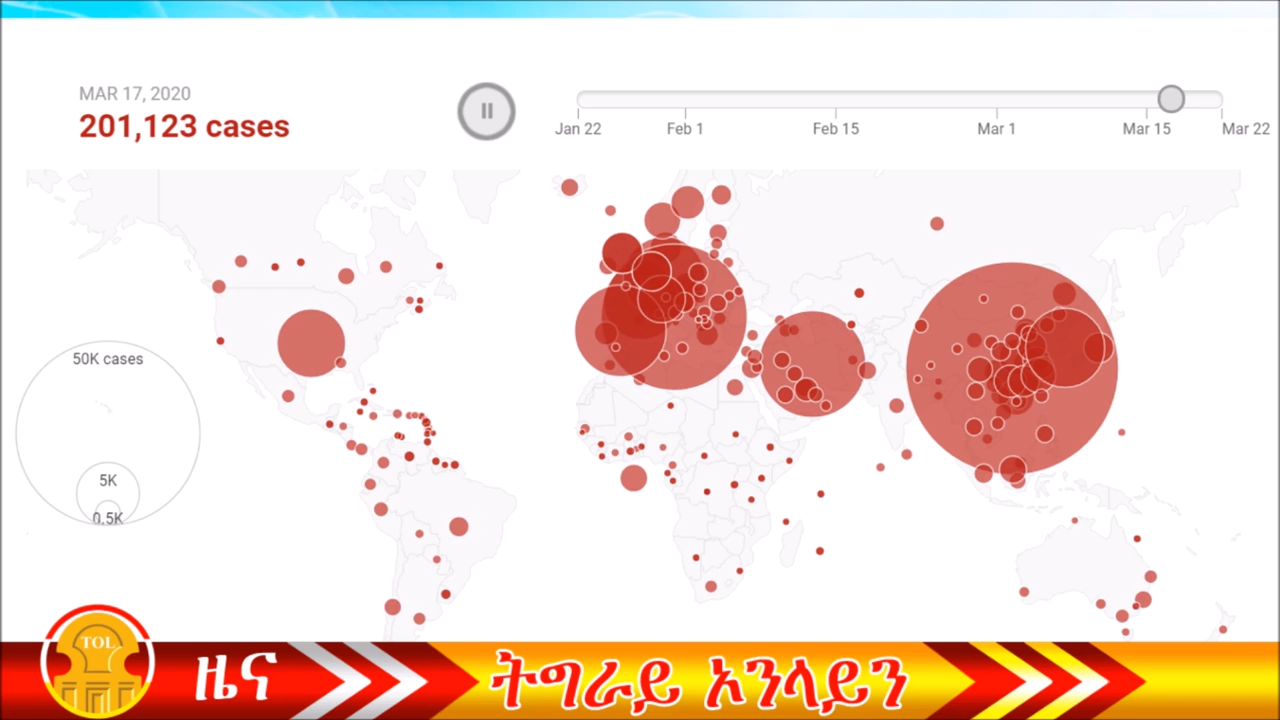 MAR 17, 2020
201,123 cases
Jan 22
Feb 1
Feb 15
Mar 1
Mar 15
Mar 22
50K cases
5K
0.5K
TOL
ዜና
ትግራይ ኦንላይን